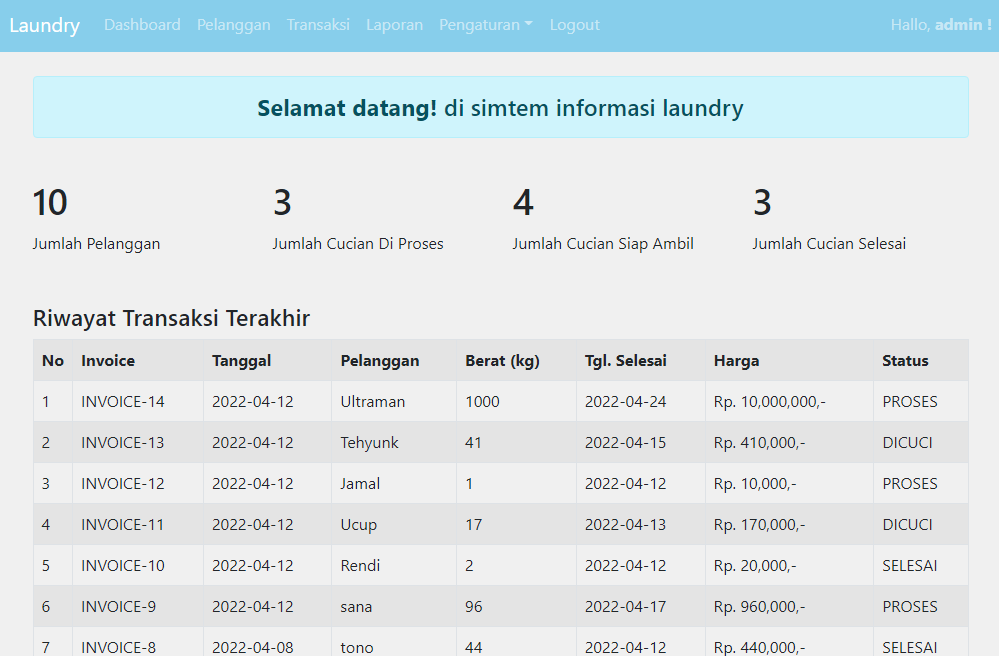 Laundry Dashboard Pelanggan Transaksi Laporan Pengaturan Logout Hallo, admin !
Selamat datang! di simtem informasi laundry
10 3 4 3
Jumlah Pelanggan Jumlah Cucian Di Proses Jumlah Cucian Siap Ambil Jumlah Cucian Selesai
Riwayat Transaksi Terakhir
No Invoice Tanggal Pelanggan Berat (kg) Tgl. Selesai Harga Status
1 INVOICE-14 2022-04-12 Ultraman 1000 2022-04-24 Rp. 10,000,000,- PROSES
2 INVOICE-13 2022-04-12 Tehyunk 41 2022-04-15 Rp. 410,000,- DICUCI
3 INVOICE-12 2022-04-12 Jamal 1 2022-04-12 Rp. 10,000,- PROSES
4 INVOICE-11 2022-04-12 Ucup 17 2022-04-13 Rp. 170,000,- DICUCI
5 INVOICE-10 2022-04-12 Rendi 2 2022-04-12 Rp. 20,000,- SELESAI
6 INVOICE-9 2022-04-12 sana 96 2022-04-17 Rp. 960,000,- PROSES
7 INVOICE-8 2022-04-08 tono 44 2022-04-12 Rp. 440,000,- SELESAI